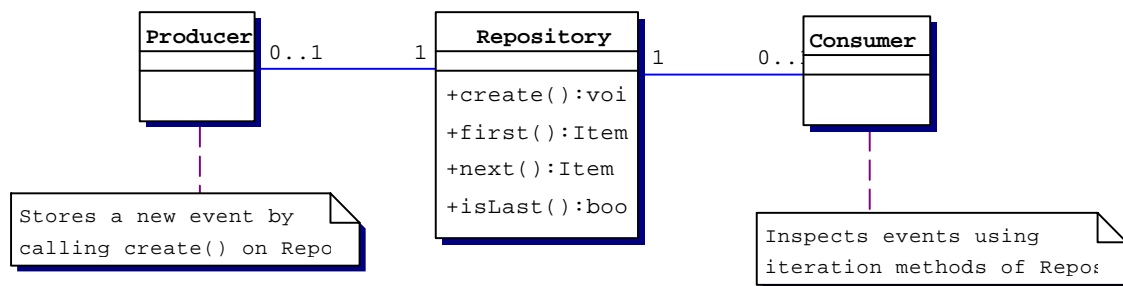 Producer
0..1
1
Repository
+create():voi
+first():Item
+next():Item
+isLast():boo
1
0..
Consumer
Stores a new event by
calling create() on Repo
Inspects events using
iteration methods of Repos